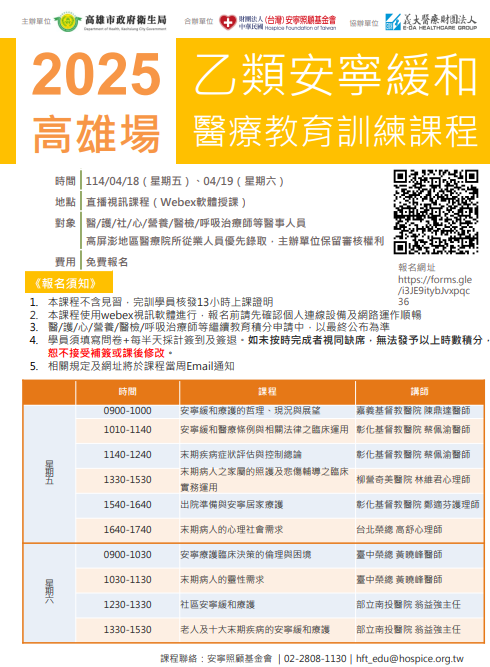 主辦單位 高雄市政府衛生局 Department of Health, Kaohsiung City Government 合辦單位 財團法人 中華民國 (台灣)安寧照顧基金會 Hospice Foundation of Taiwan 協辦單位 義大醫療財團法人 E-DA HEALTHCARE GROUP
2025
高雄場
乙類安寧緩和
醫療教育訓練課程
時間 114/04/18（星期五）、04/19（星期六）
地點 直播視訊課程（Webex軟體授課）
對象 醫/護/社/心/營養/醫檢/呼吸治療師等醫事人員
高屏澎地區醫療院所從業人員優先錄取，主辦單位保留審核權利
費用 免費報名
報名網址
https://forms.gle
/i3JE9itybJvxpqc
36
《報名須知》
1. 本課程不含見習，完訓學員核發13小時上課證明
2. 本課程使用webex視訊軟體進行，報名前請先確認個人連線設備及網路運作順暢
3. 醫/護/心/營養/醫檢/呼吸治療師等繼續教育積分申請中，以最終公布為準
4. 學員須填寫問卷+每半天採計簽到及簽退。如未按時完成者視同缺席，無法發予以上時數積分，
恕不接受補簽或課後修改。
5. 相關規定及網址將於課程當周Email通知
時間 課程 講師
星期五
0900-1000 安寧緩和療護的哲理、現況與展望 嘉義基督教醫院 陳鼎達醫師
1010-1140 安寧緩和醫療條例與相關法律之臨床運用 彰化基督教醫院 蔡佩渝醫師
1140-1240 末期疾病症狀評估與控制總論 彰化基督教醫院 蔡佩渝醫師
1330-1530 末期病人之家屬的照護及悲傷輔導之臨床
實務運用 柳營奇美醫院 林維君心理師
1540-1640 出院準備與安寧居家療護 彰化基督教醫院 鄭適芬護理師
1640-1740 末期病人的心理社會需求 台北榮總 高舒心理師
星期六
0900-1030 安寧療護臨床決策的倫理與困境 臺中榮總 黃曉峰醫師
1030-1130 末期病人的靈性需求 臺中榮總 黃曉峰醫師
1230-1330 社區安寧緩和療護 部立南投醫院 翁益強主任
1330-1530 老人及十大末期疾病的安寧緩和療護 部立南投醫院 翁益強主任
課程聯絡：安寧照顧基金會 | 02-2808-1130 | hft_edu@hospice.org.tw